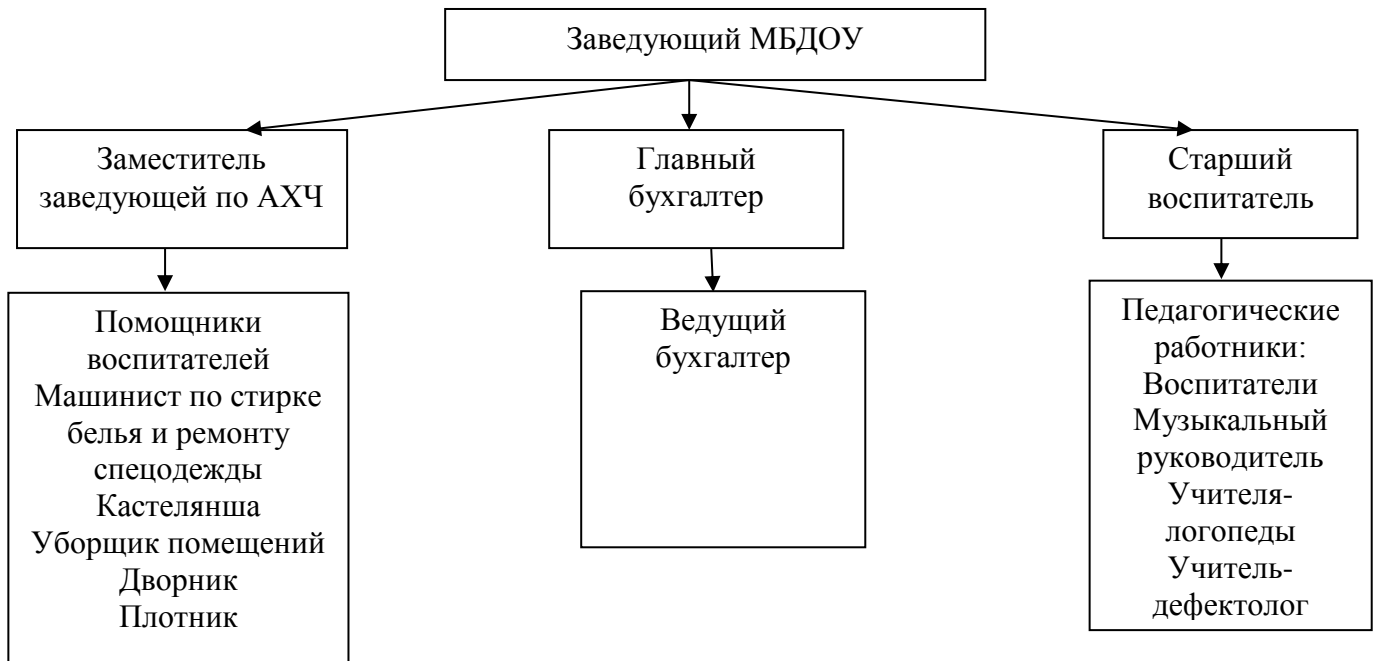 Заведующий МБДОУ
Заместитель
заведующей по АХЧ
Главный
бухгалтер
Старший
воспитатель
Помощники
воспитателей
Машинист по стирке
белья и ремонту
спецодежды
Кастелянша
Уборщик помещений
Дворник
Плотник
Ведущий
бухгалтер
Педагогические
работники:
Воспитатели
Музыкальный
руководитель
Учителя-
логопеды
Учитель-
дефектолог